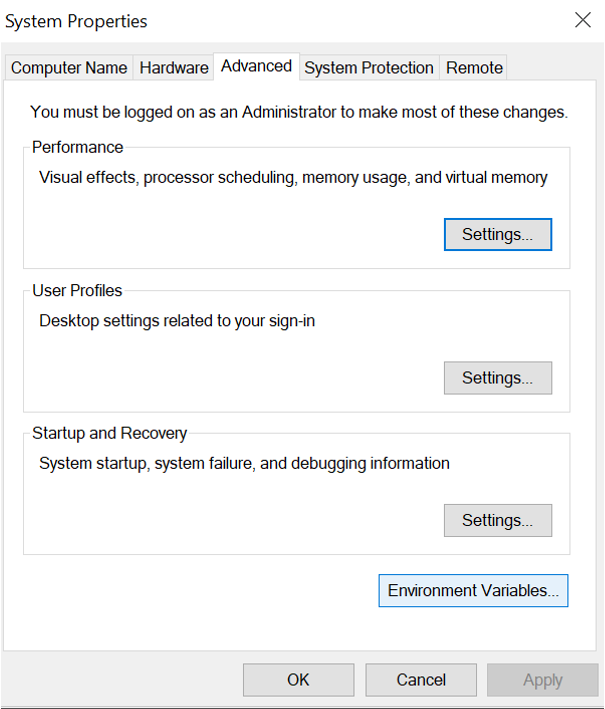 System Properties
Computer Name Hardware Advanced System Protection Remote
You must be logged on as an Administrator to make most of these changes.
Performance
Visual effects, processor scheduling, memory usage, and virtual memory
Settings...
User Profiles
Desktop settings related to your sign-in
Settings...
Startup and Recovery
System startup, system failure, and debugging information
Settings...
Environment Variables...
OK Cancel Apply